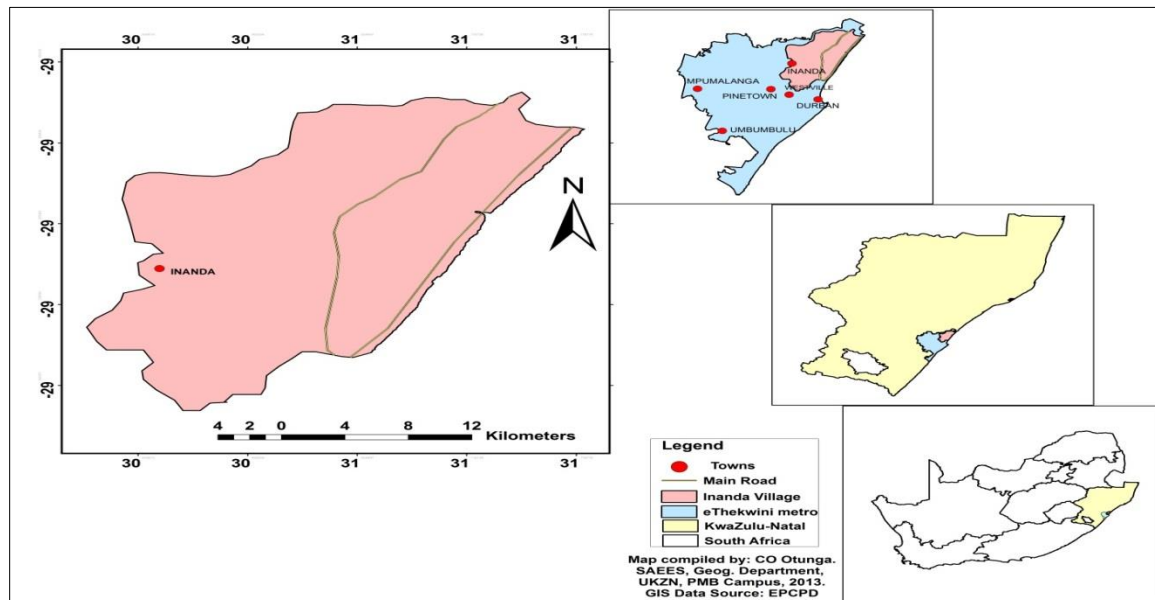 30 30 31 31 31
-29
-29
-29
-29
-29
INANDA
N
4 2 0 4 8 12
Kilometers
30 30 31 31 31
INANDA
MPUMALANGA
WESTVILLE
PINETOWN
DURBAN
UMBUMBULU
Legend
Towns
Main Road
Inanda Village
eThekwini metro
KwaZulu-Natal
South Africa
Map compiled by: CO Otunga.
SAEES, Geog. Department,
UKZN, PMB Campus, 2013.
GIS Data Source: EPCPD